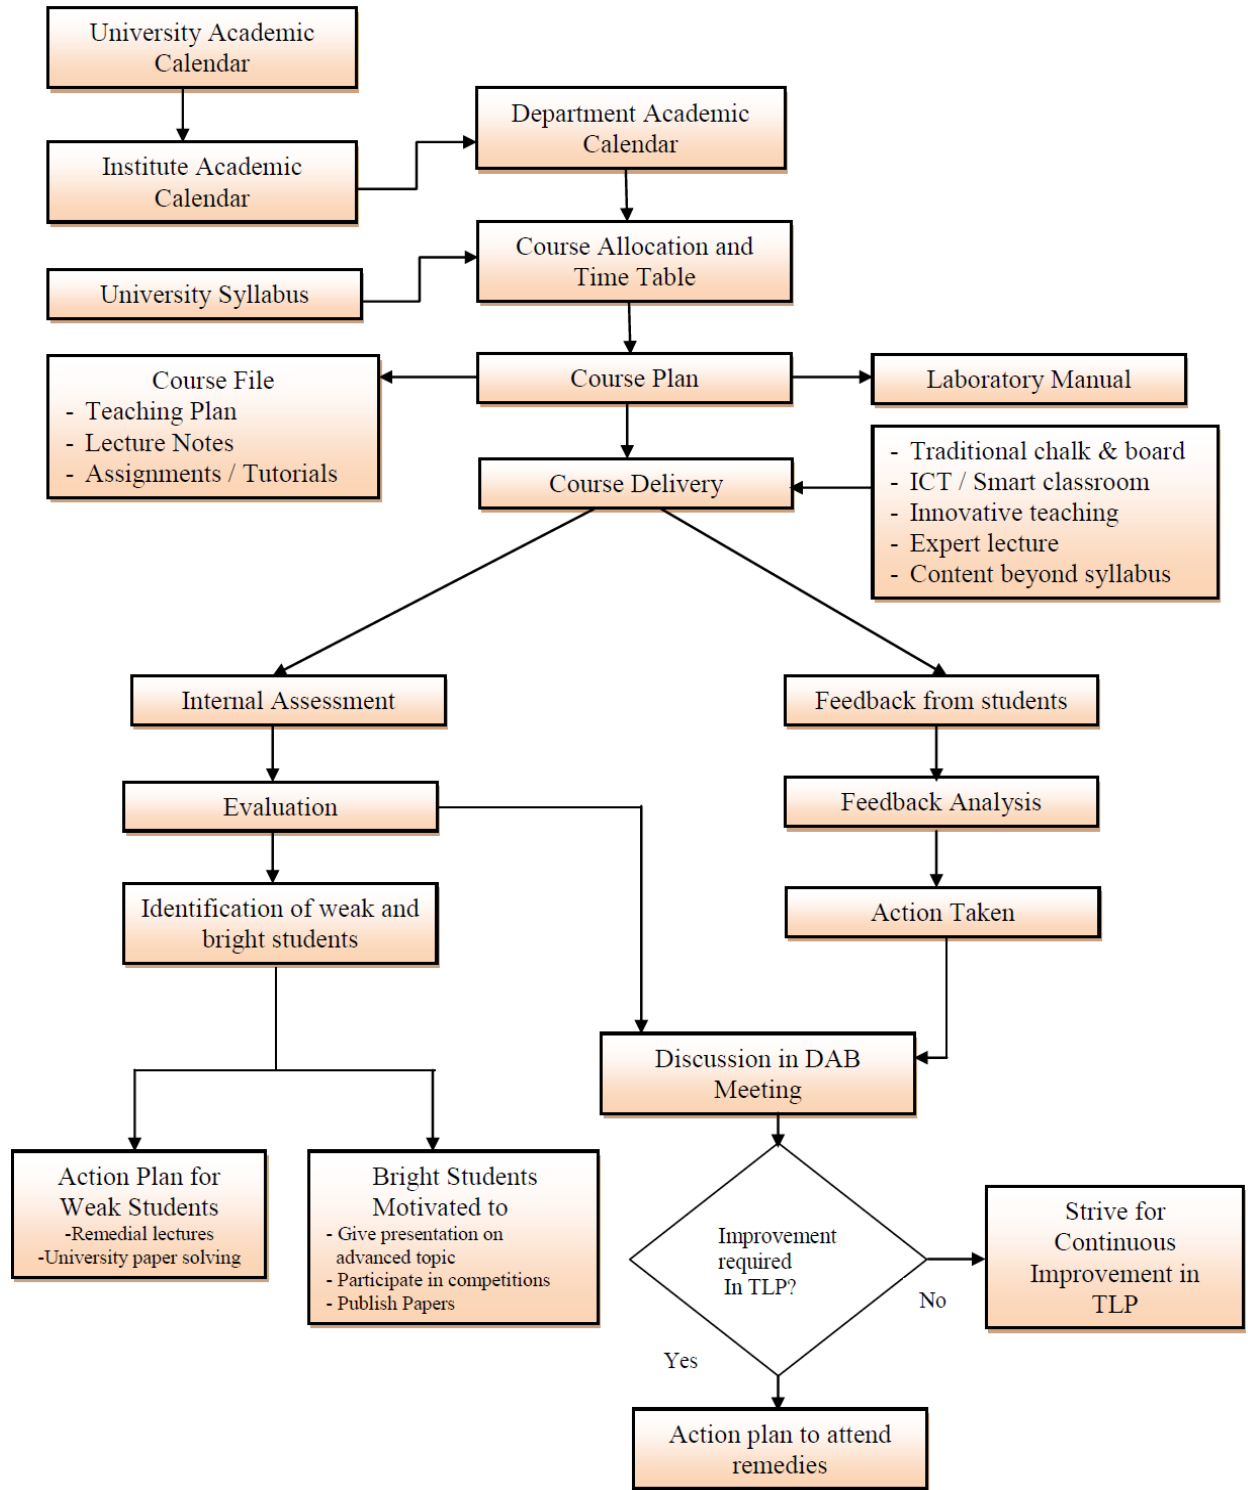 University Academic
Calendar
Department Academic
Calendar
Institute Academic
Calendar
Course Allocation and
Time Table
University Syllabus
Course File
- Teaching Plan
- Lecture Notes
- Assignments / Tutorials
Course Plan
Laboratory Manual
Course Delivery
- Traditional chalk & board
- ICT / Smart classroom
- Innovative teaching
- Expert lecture
- Content beyond syllabus
Internal Assessment
Feedback from students
Evaluation
Feedback Analysis
Identification of weak and
bright students
Action Taken
Discussion in DAB
Meeting
Action Plan for
Weak Students
-Remedial lectures
-University paper solving
Bright Students
Motivated to
- Give presentation on
advanced topic
- Participate in competitions
- Publish Papers
Improvement
required
In TLP?
No
Strive for
Continuous
Improvement in
TLP
Yes
Action plan to attend
remedies